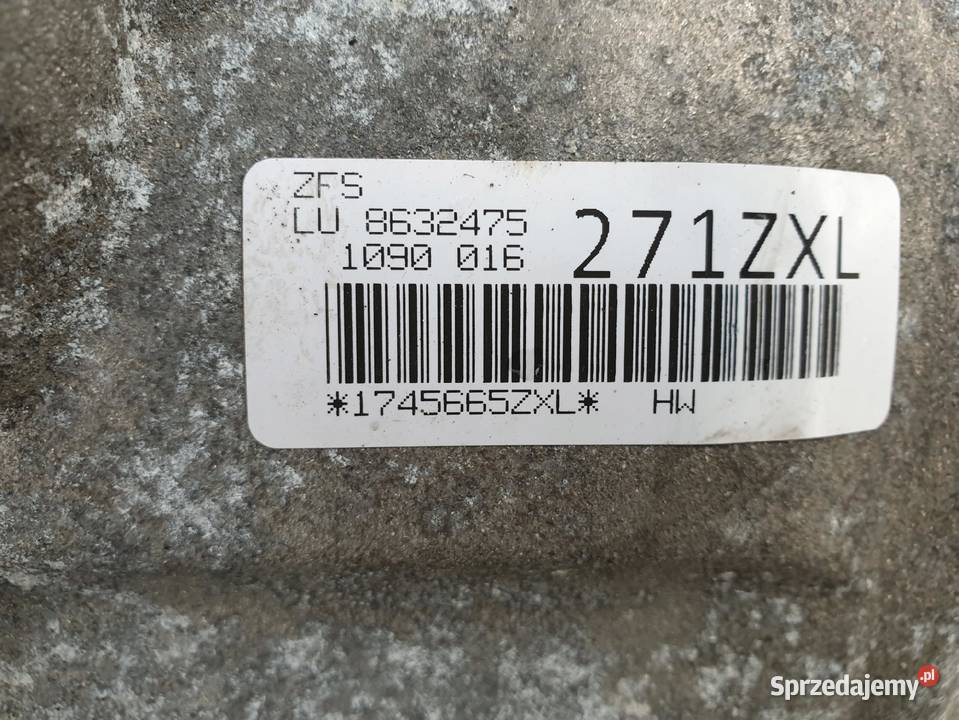 ZFS
LU 8632475
1090 016 271ZXL
*1745665ZXL* HW
Sprzedajemy.pl